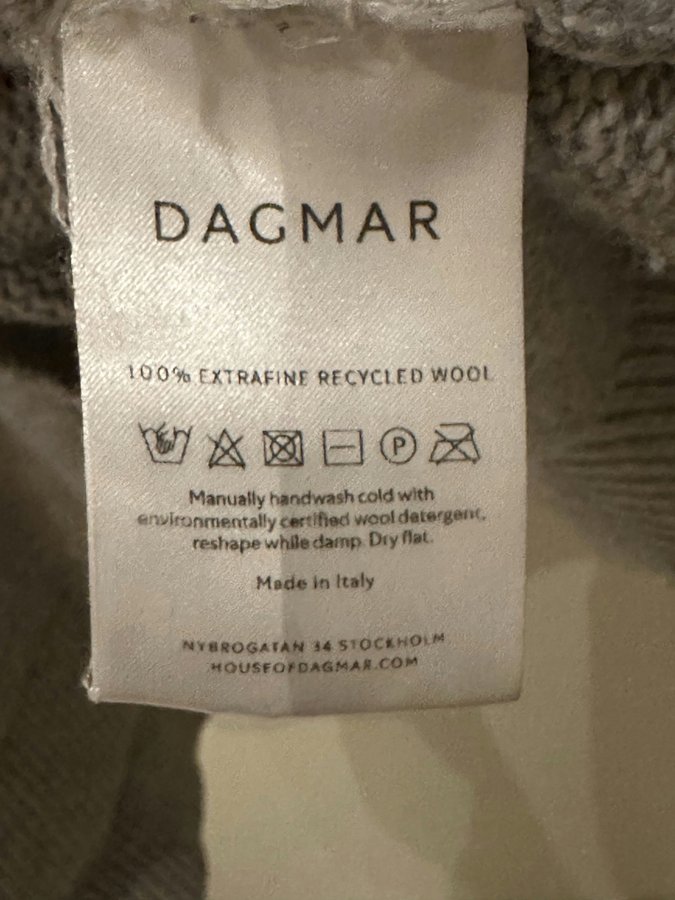 DAGMAR
100% EXTRAFINE RECYCLED WOOL
P
Manually handwash cold with
environmentally certified wool detergent,
reshape while damp. Dry flat.
Made in Italy
NYBROGATAN 34 STOCKHOLM
HOUSEOFDAGMAR.COM